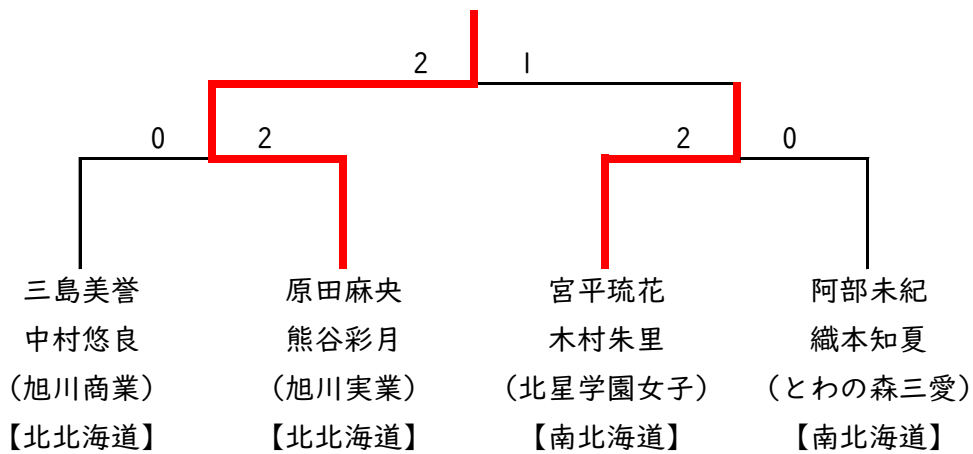 2 1
0 2 2 0
三島美誉 原田麻央 宮平琉花 阿部未紀
中村悠良 熊谷彩月 木村朱里 織本知夏
(旭川商業) (旭川実業) (北星学園女子) (とわの森三愛)
【北北海道】 【北北海道】 【南北海道】 【南北海道】